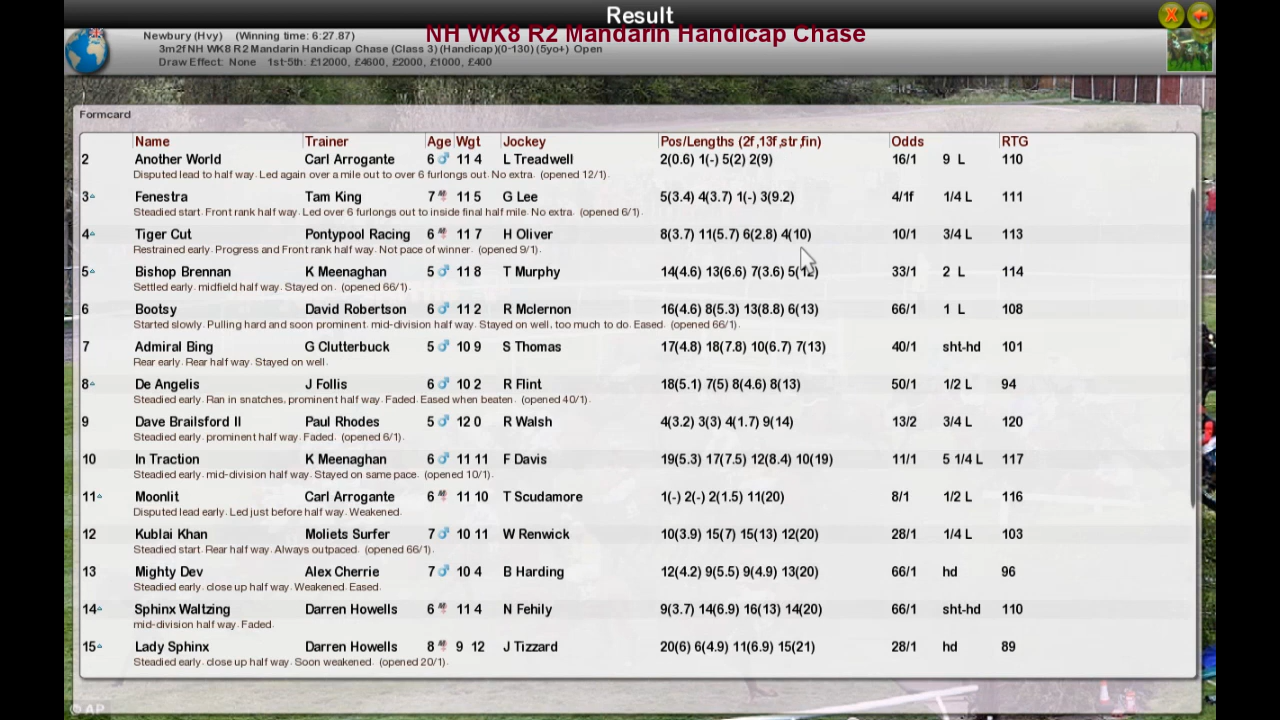 Result
NH WK8 R2 Mandarin Handicap Chase
Newbury (Hvy) (Winning time: 6:27.87)
3m2f NH WK8 R2 Mandarin Handicap Chase (Class 3) (Handicap)(0-130) (5yo+) Open
Draw Effect: None 1st-5th: £12000, £4600, £2000, £1000, £400
Formcard
Name Trainer Age Wgt Jockey Pos/Lengths (2f,13f,str,fin) Odds RTG
2 Another World Carl Arrogante 6 11 4 L Treadwell 2(0.6) 1(-) 5(2) 2(9) 16/1 9 L 110
Disputed lead to half way. Led again over a mile out to over 6 furlongs out. No extra. (opened 12/1).
3 Fenestra Tam King 7 11 5 G Lee 5(3.4) 4(3.7) 1(-) 3(9.2) 4/1f 1/4 L 111
Steadied start. Front rank half way. Led over 6 furlongs out to inside final half mile. No extra. (opened 6/1).
4 Tiger Cut Pontypool Racing 6 11 7 H Oliver 8(3.7) 11(5.7) 6(2.8) 4(10) 10/1 3/4 L 113
Restrained early. Progress and Front rank half way. Not pace of winner. (opened 9/1).
5 Bishop Brennan K Meenaghan 5 11 8 T Murphy 14(4.6) 13(6.6) 7(3.6) 33/1 2 L 114
Settled early. midfield half way. Stayed on. (opened 66/1).
6 Bootsy David Robertson 6 11 2 R Mclernon 16(4.6) 8(5.3) 13(8.8) 6(13) 66/1 1 L 108
Started slowly. Pulling hard and soon prominent. mid-division half way. Stayed on well, too much to do. Eased. (opened 66/1).
7 Admiral Bing G Clutterbuck 5 10 9 S Thomas 17(4.8) 18(7.8) 10(6.7) 7(13) 40/1 sht-hd 101
Rear early. Rear half way. Stayed on well.
8 De Angelis J Follis 6 10 2 R Flint 18(5.1) 7(5) 8(4.6) 8(13) 50/1 1/2 L 94
Steadied early. Ran in snatches, prominent half way. Faded. Eased when beaten. (opened 40/1).
9 Dave Brailsford II Paul Rhodes 5 12 0 R Walsh 4(3.2) 3(3) 4(1.7) 9(14) 13/2 3/4 L 120
Steadied early. prominent half way. Faded. (opened 6/1).
10 In Traction K Meenaghan 6 11 11 F Davis 19(5.3) 17(7.5) 12(8.4) 10(19) 11/1 5 1/4 L 117
Steadied early. mid-division half way. Stayed on same pace. (opened 10/1).
11 Moonlit Carl Arrogante 6 11 10 T Scudamore 1(-) 2(-) 2(1.5) 11(20) 8/1 1/2 L 116
Disputed lead early. Led just before half way. Weakened.
12 Kublai Khan Moliets Surfer 7 10 11 W Renwick 10(3.9) 15(7) 15(13) 12(20) 28/1 1/4 L 103
Steadied start. Rear half way. Always outpaced. (opened 66/1).
13 Mighty Dev Alex Cherrie 7 10 4 B Harding 12(4.2) 9(5.5) 9(4.9) 13(20) 66/1 hd 96
Steadied early. close up half way. Weakened. Eased.
14 Sphinx Waltzing Darren Howells 6 11 4 N Fehily 9(3.7) 14(6.9) 16(13) 14(20) 66/1 sht-hd 110
mid-division half way. Faded.
15 Lady Sphinx Darren Howells 8 9 12 J Tizzard 20(6) 6(4.9) 11(6.9) 15(21) 28/1 hd 89
Steadied early. close up half way. Soon weakened. (opened 20/1).
© AP